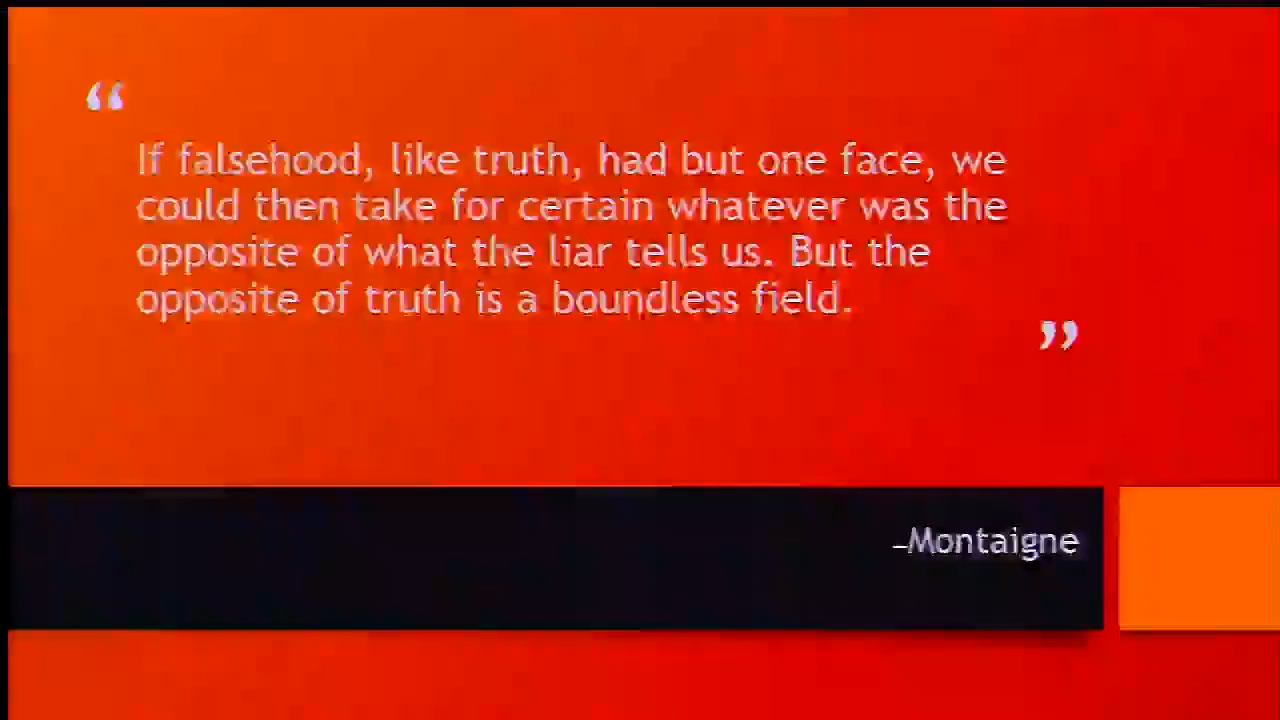 “
If falsehood, like truth, had but one face, we
could then take for certain whatever was the
opposite of what the liar tells us. But the
opposite of truth is a boundless field.
”
–Montaigne